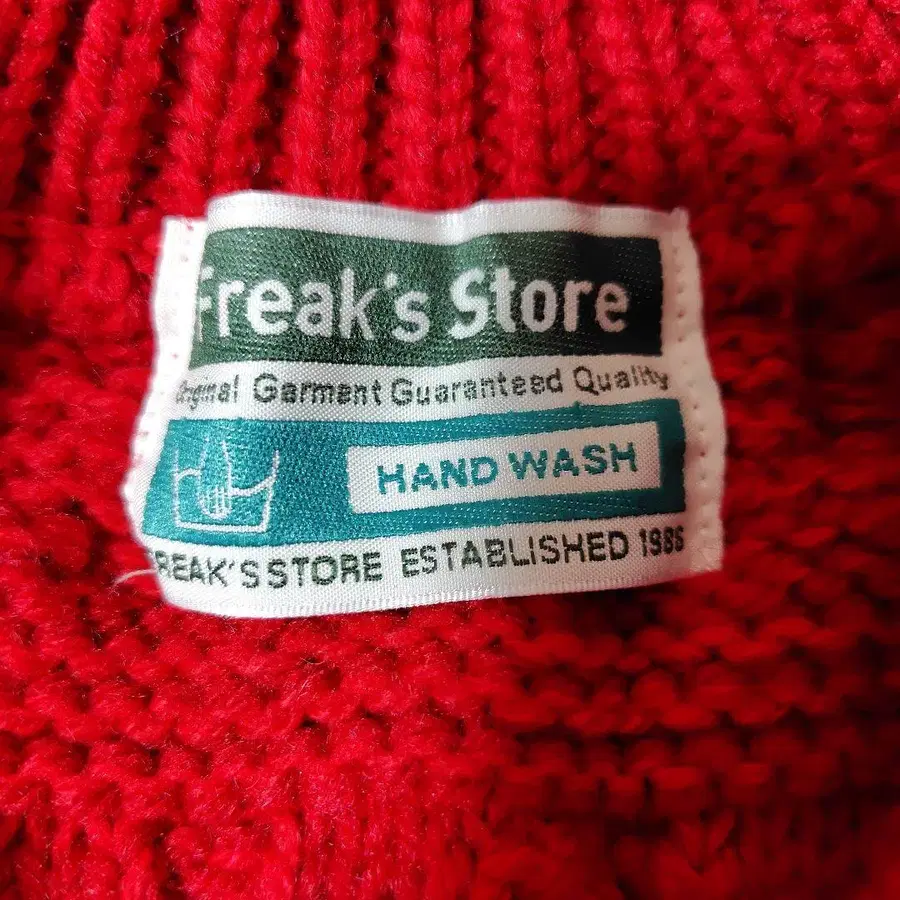 Freak's Store
Original Garment Guaranteed Quality
HAND WASH
FREAK'S STORE ESTABLISHED 1986